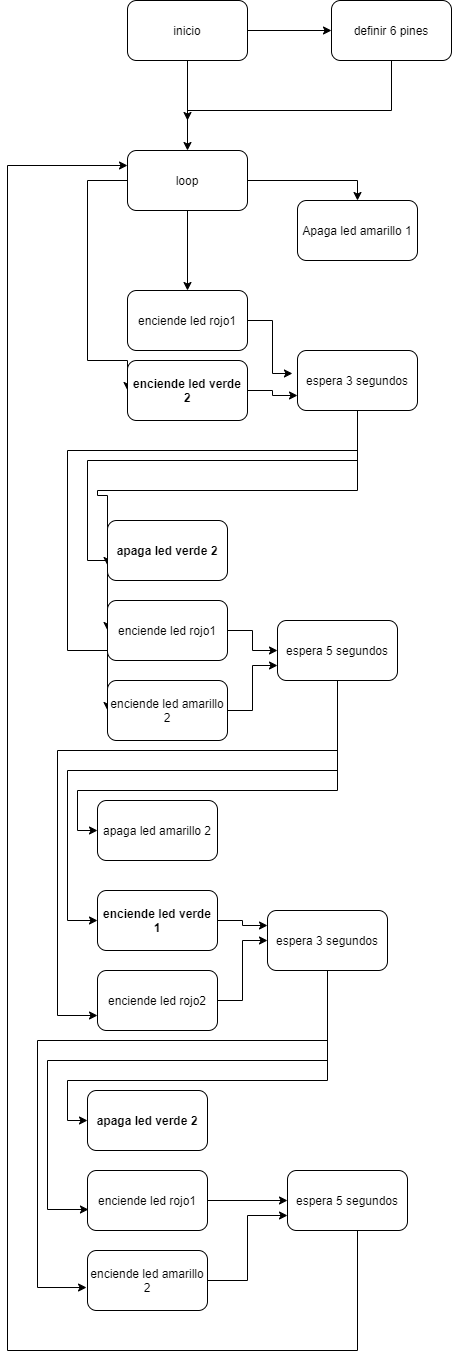 inicio
definir 6 pines
loop
Apaga led amarillo 1
enciende led rojo1
enciende led verde
2
espera 3 segundos
apaga led verde 2
enciende led rojo1
espera 5 segundos
enciende led amarillo
2
apaga led amarillo 2
enciende led verde
1
espera 3 segundos
enciende led rojo2
apaga led verde 2
enciende led rojo1
espera 5 segundos
enciende led amarillo
2